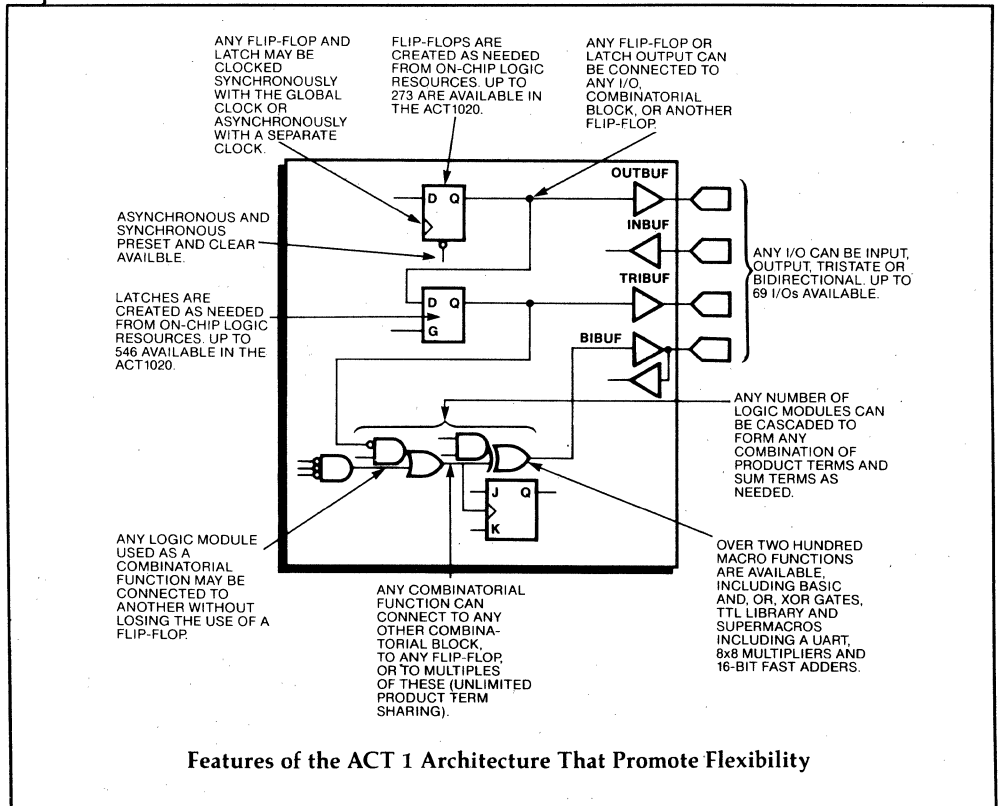 ANY FLIP-FLOP AND
LATCH MAY BE
CLOCKED
SYNCHRONOUSLY
WITH THE GLOBAL
CLOCK OR
ASYNCHRONOUSLY
WITH A SEPARATE
CLOCK.
FLIP-FLOPS ARE
CREATED AS NEEDED
FROM ON-CHIP LOGIC
RESOURCES. UP TO
273 ARE AVAILABLE IN
THE ACT1020.
ANY FLIP-FLOP OR
LATCH OUTPUT CAN
BE CONNECTED TO
ANY I/O,
COMBINATORIAL
BLOCK, OR ANOTHER
FLIP-FLOP.
OUTBUF
D Q
INBUF
ASYNCHRONOUS AND
SYNCHRONOUS
PRESET AND CLEAR
AVAILBLE.
ANY I/O CAN BE INPUT,
OUTPUT, TRISTATE OR
BIDIRECTIONAL. UP TO
69 I/Os AVAILABLE.
TRIBUF
D Q
G
LATCHES ARE
CREATED AS NEEDED
FROM ON-CHIP LOGIC
RESOURCES. UP TO
546 AVAILABLE IN THE
ACT1020.
BIBUF
ANY NUMBER OF
LOGIC MODULES CAN
BE CASCADED TO
FORM ANY
COMBINATION OF
PRODUCT TERMS AND
SUM TERMS AS
NEEDED.
J Q
K
ANY LOGIC MODULE
USED AS A
COMBINATORIAL
FUNCTION MAY BE
CONNECTED TO
ANOTHER WITHOUT
LOSING THE USE OF A
FLIP-FLOP.
ANY COMBINATORIAL
FUNCTION CAN
CONNECT TO ANY
OTHER COMBINA-
TORIAL BLOCK,
TO ANY FLIP-FLOP,
OR TO MULTIPLES
OF THESE (UNLIMITED
PRODUCT TERM
SHARING).
OVER TWO HUNDRED
MACRO FUNCTIONS
ARE AVAILABLE,
INCLUDING BASIC
AND, OR, XOR GATES,
TTL LIBRARY AND
SUPERMACROS
INCLUDING A UART,
8x8 MULTIPLIERS AND
16-BIT FAST ADDERS.
Features of the ACT 1 Architecture That Promote Flexibility